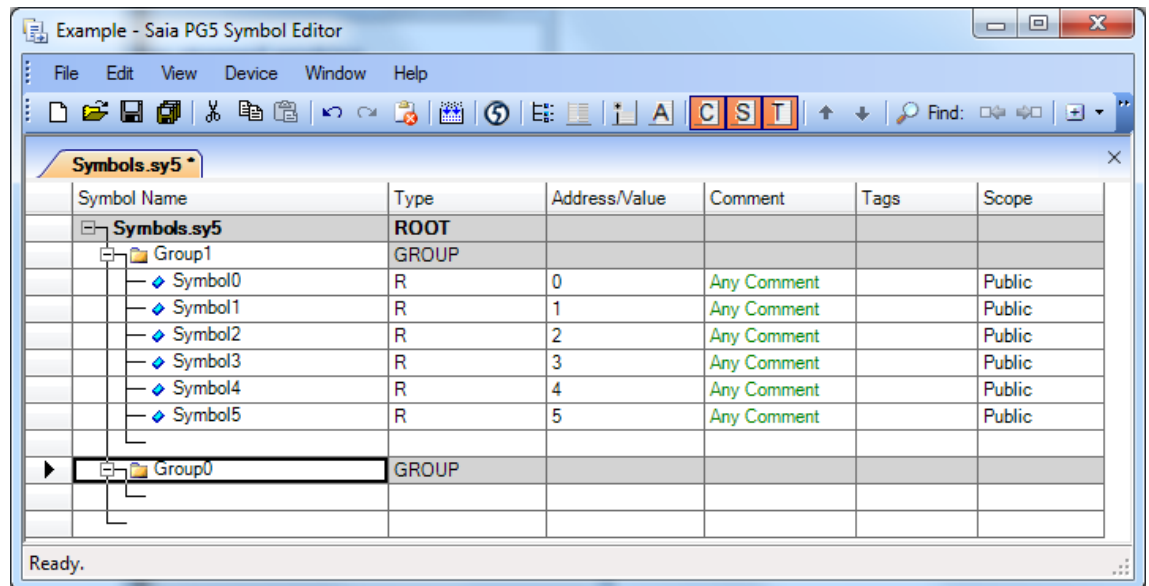 Example - Saia PG5 Symbol Editor
File Edit View Device Window Help
A C S T Find:
Symbols.sy5 *
Symbol Name Type Address/Value Comment Tags Scope
Symbols.sy5 ROOT
Group1 GROUP
Symbol0 R 0 Any Comment Public
Symbol1 R 1 Any Comment Public
Symbol2 R 2 Any Comment Public
Symbol3 R 3 Any Comment Public
Symbol4 R 4 Any Comment Public
Symbol5 R 5 Any Comment Public
Group0 GROUP
Ready.